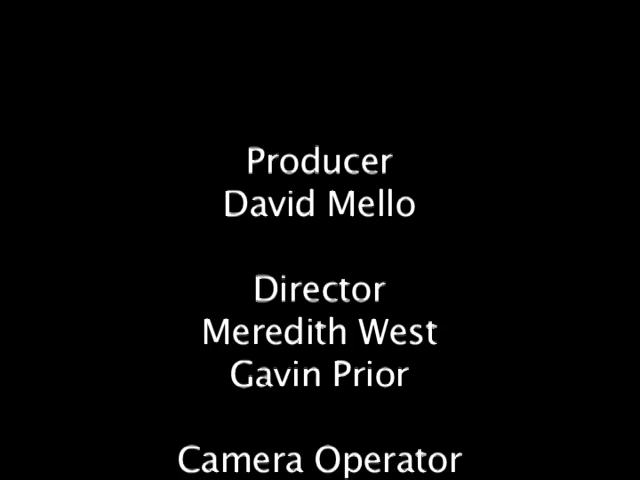 Producer
David Mello
Director
Meredith West
Gavin Prior
Camera Operator